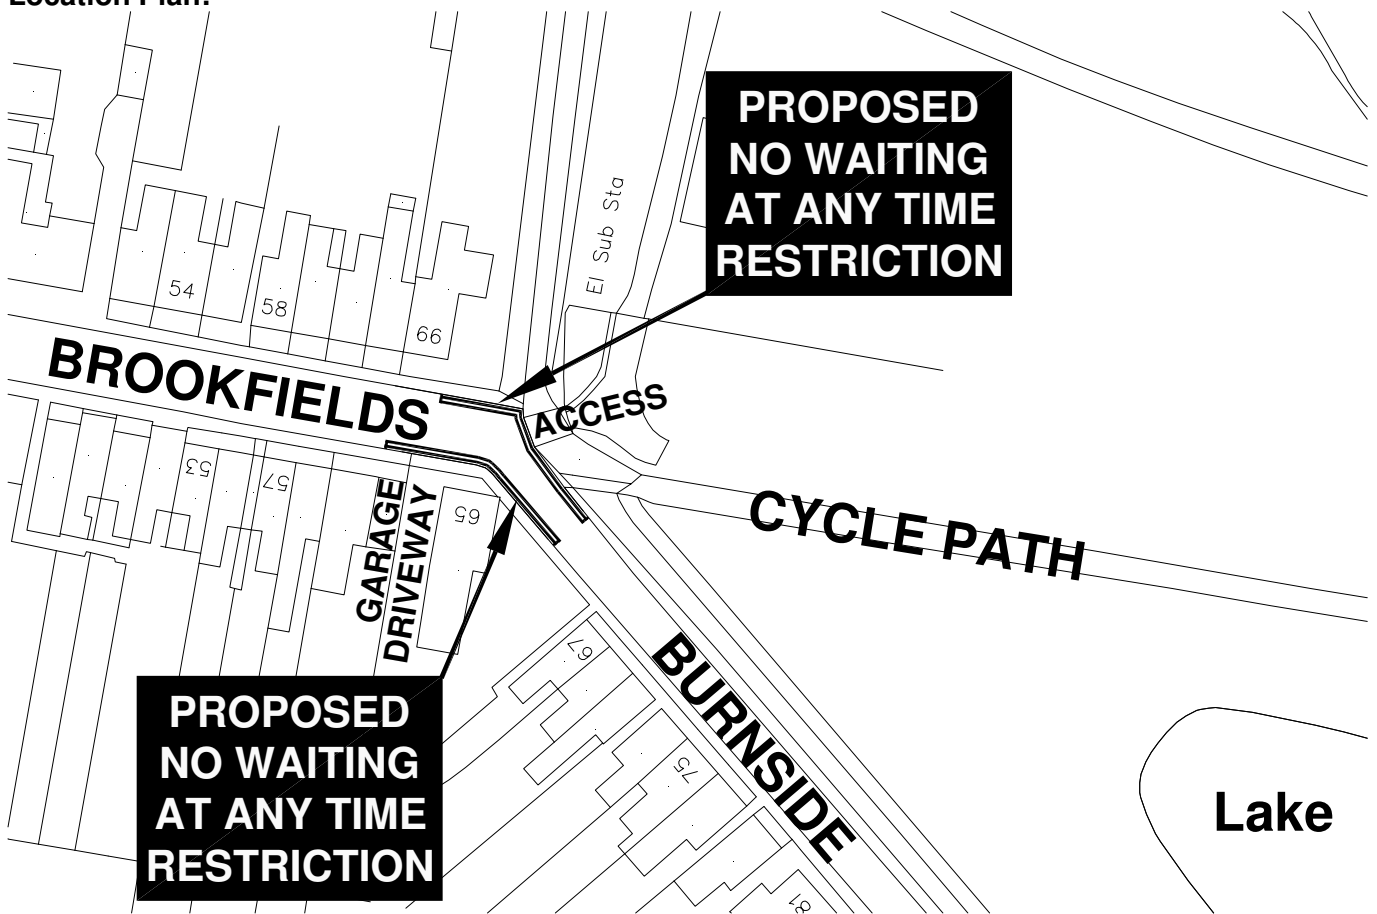 Location Plan:
PROPOSED
NO WAITING
AT ANY TIME
RESTRICTION
El Sub Sta
54
58
66
BROOKFIELDS
ACCESS
53
57
65
GARAGE
DRIVEWAY
CYCLE PATH
67
BURNSIDE
75
81
PROPOSED
NO WAITING
AT ANY TIME
RESTRICTION
Lake